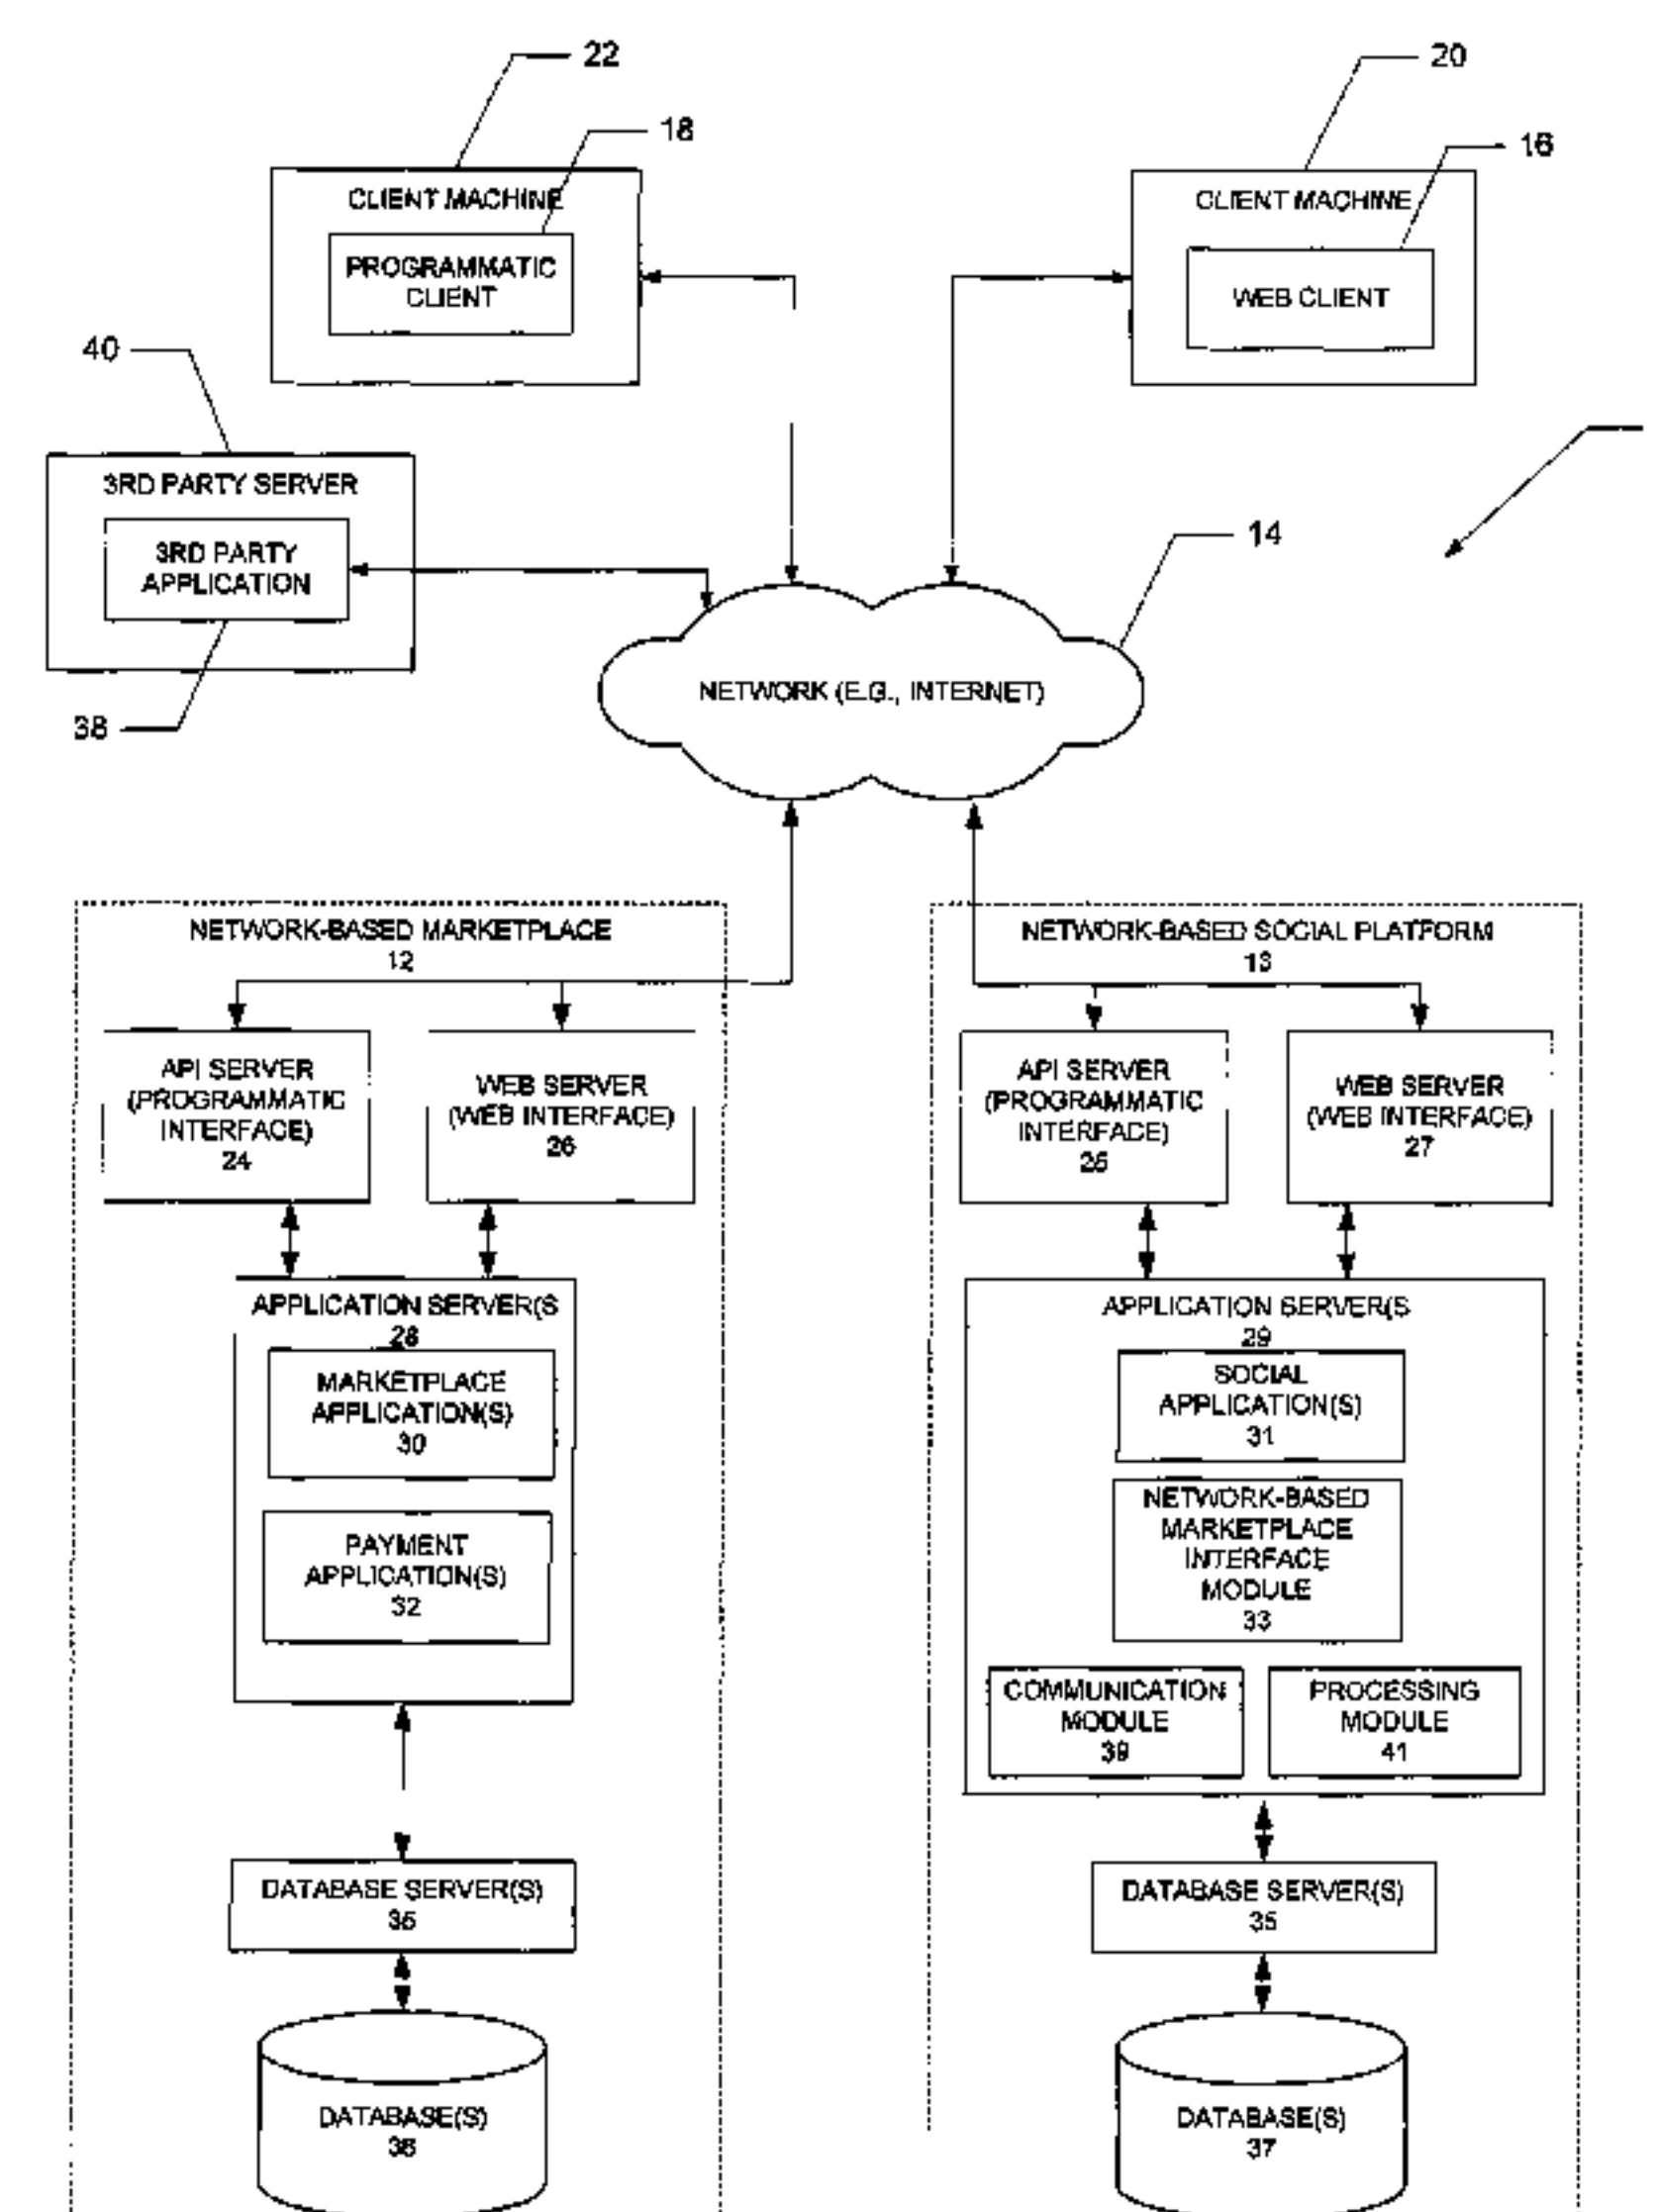 22
20
18
16
CLIENT MACHINE
PROGRAMMATIC
CLIENT
CLIENT MACHINE
WEB CLIENT
40
3RD PARTY SERVER
3RD PARTY
APPLICATION
38
14
NETWORK (E.G., INTERNET)
NETWORK-BASED MARKETPLACE
12
API SERVER
(PROGRAMMATIC
INTERFACE)
24
WEB SERVER
(WEB INTERFACE)
26
APPLICATION SERVER(S
28
MARKETPLACE
APPLICATION(S)
30
PAYMENT
APPLICATION(S)
32
DATABASE SERVER(S)
35
DATABASE(S)
36
NETWORK-BASED SOCIAL PLATFORM
13
API SERVER
(PROGRAMMATIC
INTERFACE)
25
WEB SERVER
(WEB INTERFACE)
27
APPLICATION SERVER(S
29
SOCIAL
APPLICATION(S)
31
NETWORK-BASED
MARKETPLACE
INTERFACE
MODULE
33
COMMUNICATION
MODULE
39
PROCESSING
MODULE
41
DATABASE SERVER(S)
35
DATABASE(S)
37